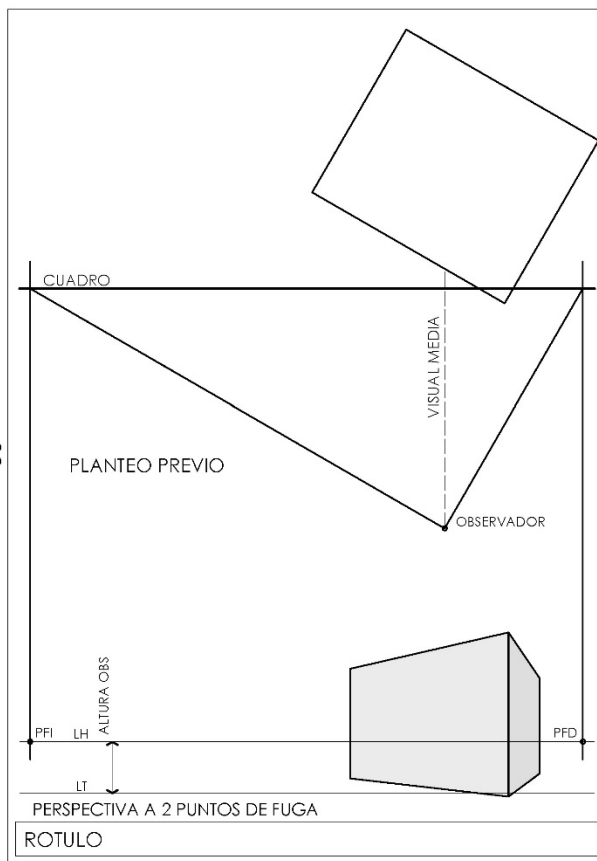 CUADRO
VISUAL MEDIA
PLANTEO PREVIO
OBSERVADOR
ALTURA OBS
PFI
LH
PFD
LT
PERSPECTIVA A 2 PUNTOS DE FUGA
ROTULO